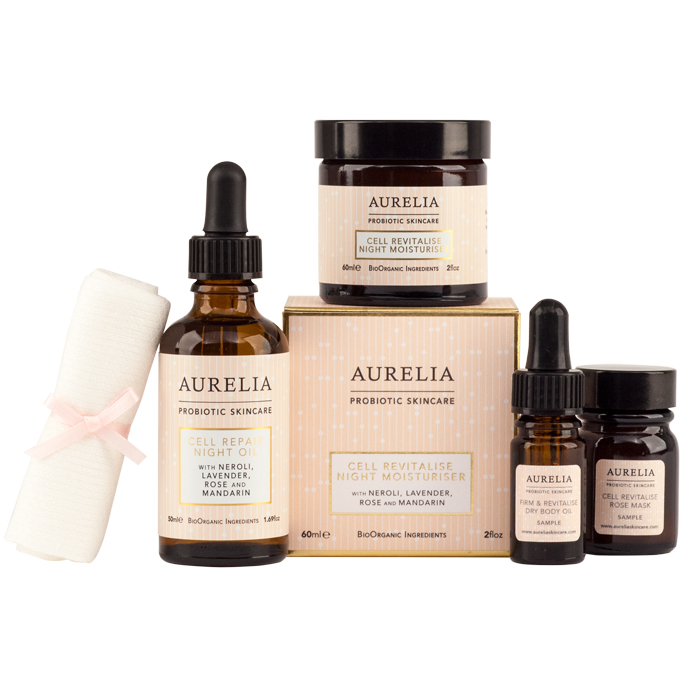 AURELIA
PROBIOTIC SKINCARE
CELL REVITALISE
NIGHT MOISTURISER
60ml℮ BIOORGANIC INGREDIENTS 2floz
AURELIA
PROBIOTIC SKINCARE
CELL REPAIR
NIGHT OIL
WITH NEROLI,
LAVENDER,
ROSE AND
MANDARIN
50ml℮ BIOORGANIC INGREDIENTS 1.69floz
AURELIA
PROBIOTIC SKINCARE
CELL REVITALISE
NIGHT MOISTURISER
WITH NEROLI, LAVENDER,
ROSE AND MANDARIN
60ml℮ BIOORGANIC INGREDIENTS 2floz
AURELIA
PROBIOTIC SKINCARE
FIRM & REVITALISE
DRY BODY OIL
SAMPLE
www.aureliaskincare.com
AURELIA
PROBIOTIC SKINCARE
CELL REVITALISE
ROSE MASK
SAMPLE
www.aureliaskincare.com